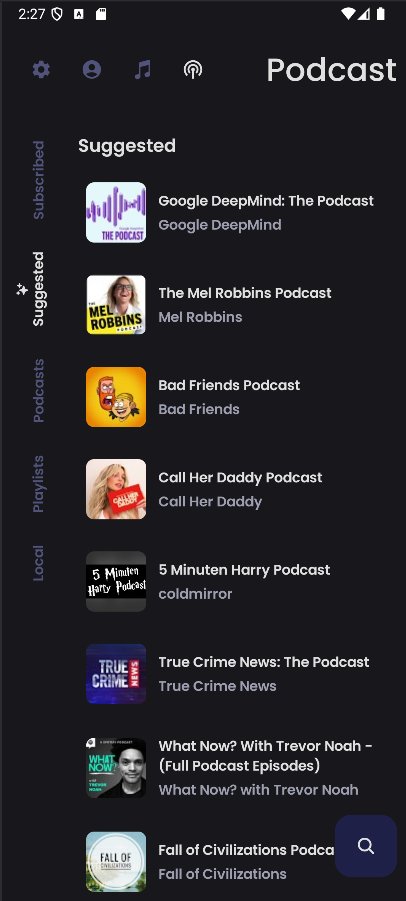 2:27
Podcast
Subscribed
Suggested
Podcasts
Playlists
Local
Suggested
THE PODCAST
Google DeepMind: The Podcast
Google DeepMind
THE
MEL
ROBBINS
PODCAST
The Mel Robbins Podcast
Mel Robbins
Bad Friends Podcast
Bad Friends
CALL HER
DADDY
Call Her Daddy Podcast
Call Her Daddy
5 Minuten
Harry Podcast
5 Minuten Harry Podcast
coldmirror
TRUE
CRIME
NEWS
True Crime News: The Podcast
True Crime News
WHAT
NOW?
WITH
TREVOR
NOAH
What Now? With Trevor Noah -
(Full Podcast Episodes)
What Now? with Trevor Noah
FALL OF
CIVILIZATIONS
Fall of Civilizations Podca
Fall of Civilizations